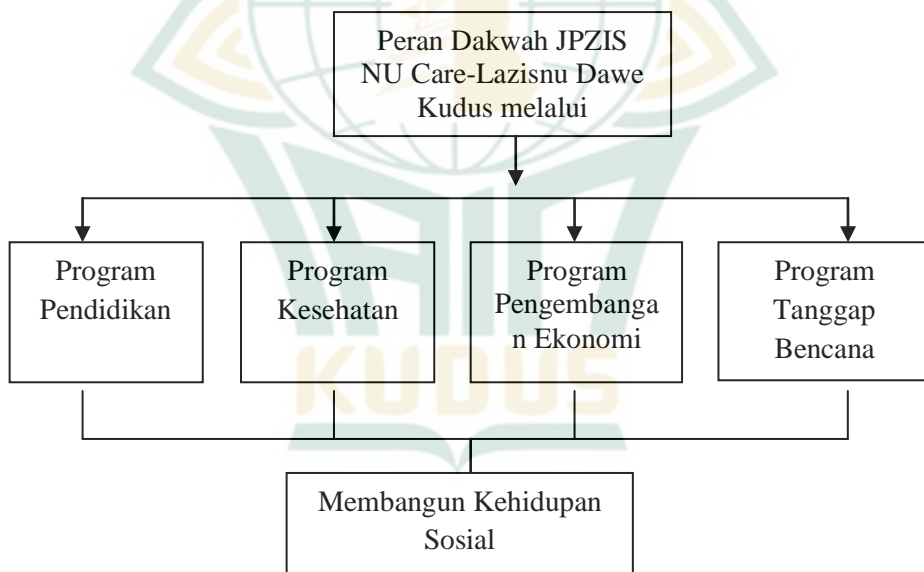 Peran Dakwah JPZIS
NU Care-Lazisnu Dawe
Kudus melalui
Program
Pendidikan
Program
Kesehatan
Program
Pengembanga
n Ekonomi
Program
Tanggap
Bencana
KUDUS
Membangun Kehidupan
Sosial